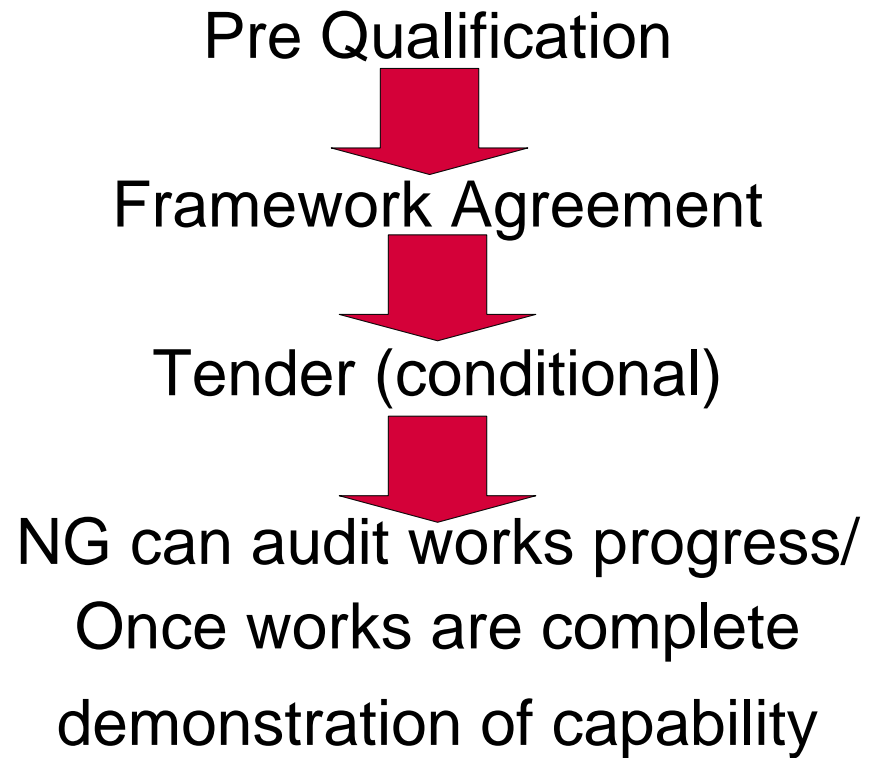 Pre Qualification
Framework Agreement
Tender (conditional)
NG can audit works progress/
Once works are complete
demonstration of capability